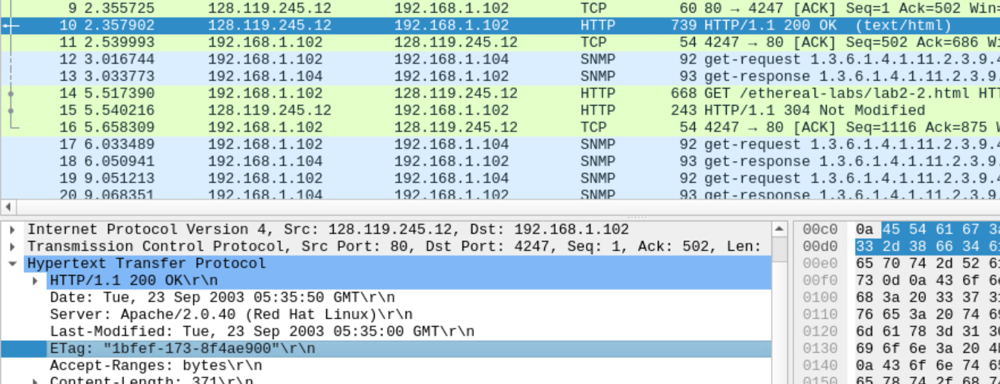 9 2.355725 128.119.245.12 192.168.1.102 TCP 60 80 → 4247 [ACK] Seq=1 Ack=502 Win=
10 2.357902 128.119.245.12 192.168.1.102 HTTP 739 HTTP/1.1 200 OK (text/html)
11 2.539993 192.168.1.102 128.119.245.12 TCP 54 4247 → 80 [ACK] Seq=502 Ack=686 Wi
12 3.016744 192.168.1.102 192.168.1.104 SNMP 92 get-request 1.3.6.1.4.1.11.2.3.9.4
13 3.033773 192.168.1.104 192.168.1.102 SNMP 93 get-response 1.3.6.1.4.1.11.2.3.9.
14 5.517390 192.168.1.102 128.119.245.12 HTTP 668 GET /ethereal-labs/lab2-2.html HTT
15 5.540216 128.119.245.12 192.168.1.102 HTTP 243 HTTP/1.1 304 Not Modified
16 5.658309 192.168.1.102 128.119.245.12 TCP 54 4247 → 80 [ACK] Seq=1116 Ack=875 W
17 6.033489 192.168.1.102 192.168.1.104 SNMP 92 get-request 1.3.6.1.4.1.11.2.3.9.4
18 6.050941 192.168.1.104 192.168.1.102 SNMP 93 get-response 1.3.6.1.4.1.11.2.3.9.
19 9.051213 192.168.1.102 192.168.1.104 SNMP 92 get-request 1.3.6.1.4.1.11.2.3.9.4
20 9.068351 192.168.1.104 192.168.1.102 SNMP 93 get-response 1.3.6.1.4.1.11.2.3.9.
Internet Protocol Version 4, Src: 128.119.245.12, Dst: 192.168.1.102
Transmission Control Protocol, Src Port: 80, Dst Port: 4247, Seq: 1, Ack: 502, Len:
Hypertext Transfer Protocol
HTTP/1.1 200 OK\r\n
Date: Tue, 23 Sep 2003 05:35:50 GMT\r\n
Server: Apache/2.0.40 (Red Hat Linux)\r\n
Last-Modified: Tue, 23 Sep 2003 05:35:00 GMT\r\n
ETag: "1bfef-173-8f4ae900"\r\n
Accept-Ranges: bytes\r\n
Content-Length: 371\r\n
00c0 0a 45 54 61 67 3a
00d0 33 2d 38 66 34 61
00e0 65 70 74 2d 52 61
00f0 73 0d 0a 43 6f 6e
0100 68 3a 20 33 37 31
0110 76 65 3a 20 74 69
0120 6d 61 78 3d 31 30
0130 69 6f 6e 3a 20 4b
0140 0a 43 6f 6e 74 65
0150 65 78 74 2f 68 74